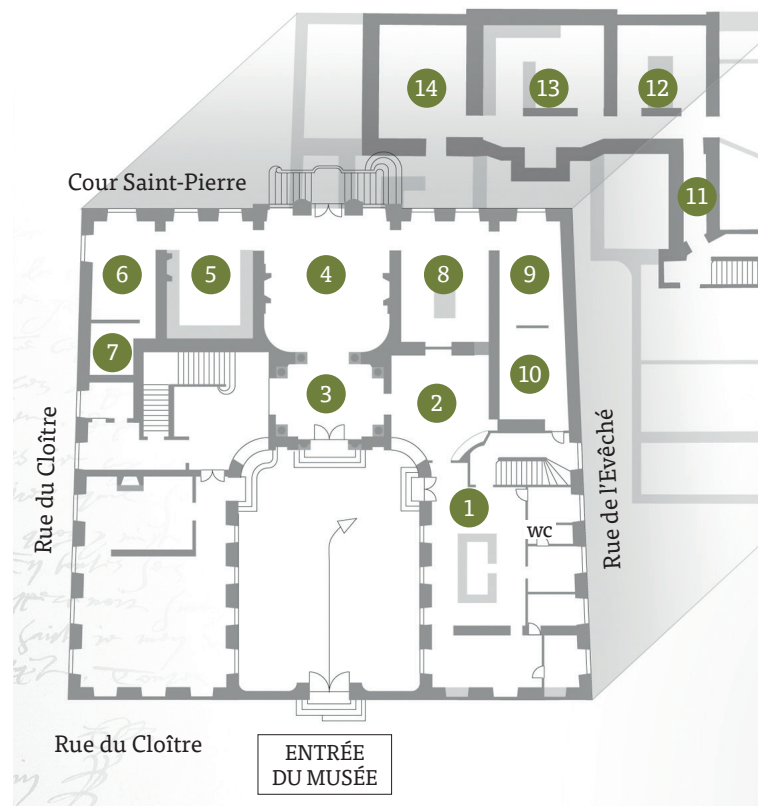 14
13
12
Cour Saint-Pierre
11
6
5
4
8
9
7
3
2
10
Rue du Cloître
1
wc
Rue de l'Evêché
Rue du Cloître
ENTRÉE
DU MUSÉE